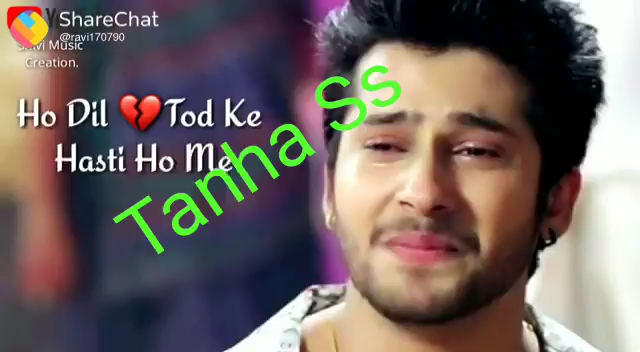 ShareChat
@ravi170790
Music
Creation.
Ho Dil 💔 Tod Ke
Hasti Ho Me
Tanha Ss